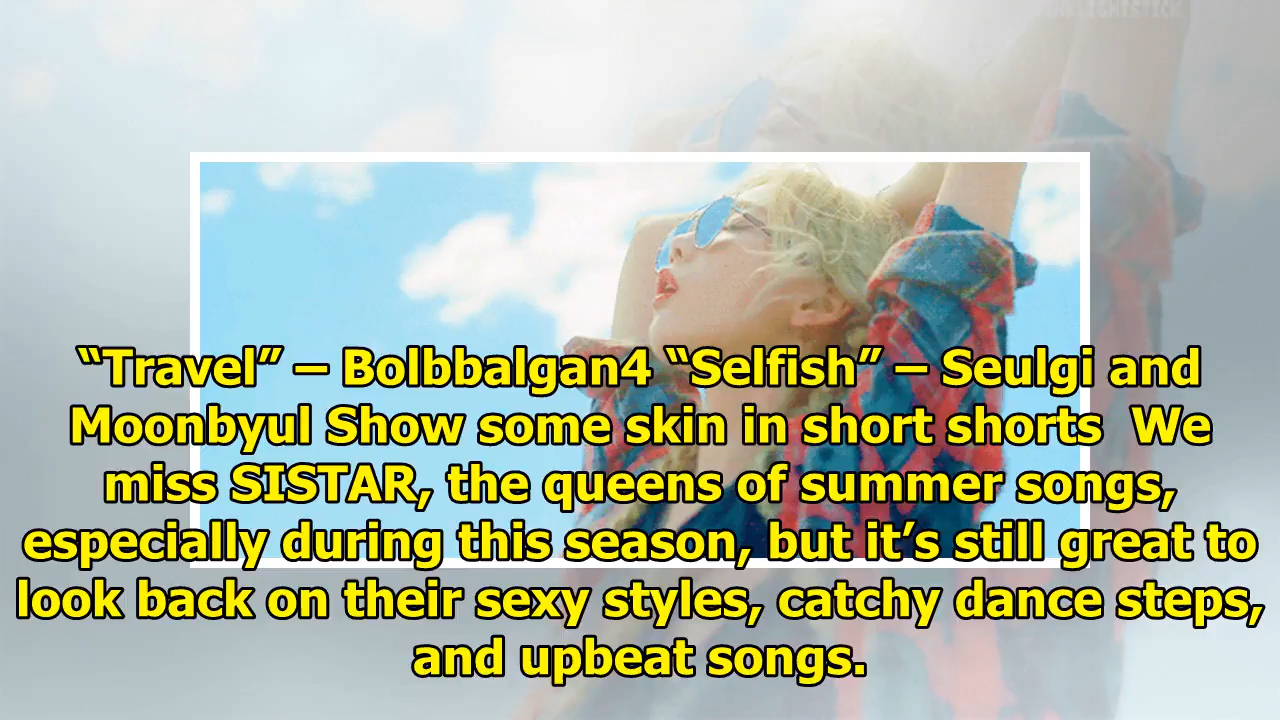 “Travel” – Bolbbalgan4 “Selfish” – Seulgi and
Moonbyul Show some skin in short shorts  We
miss SISTAR, the queens of summer songs,
especially during this season, but it’s still great to
look back on their sexy styles, catchy dance steps,
and upbeat songs.